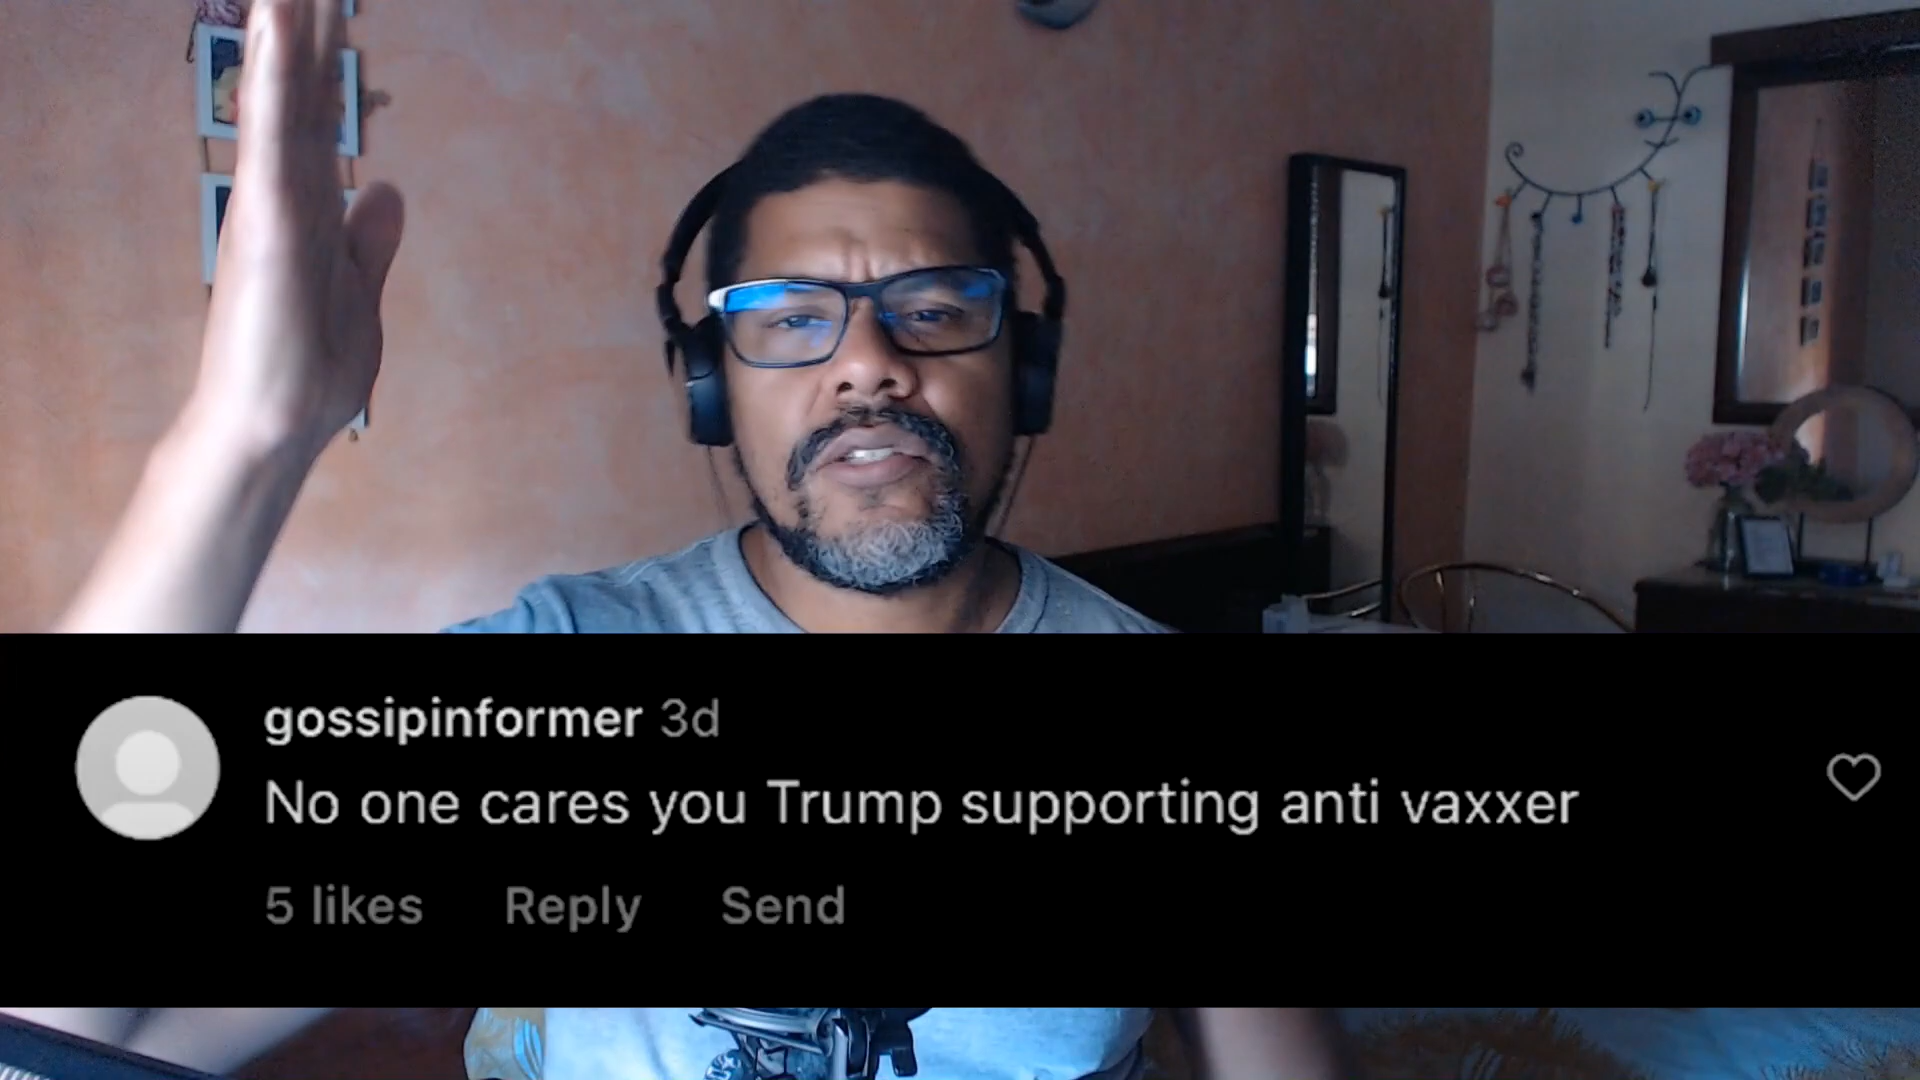 gossipinformer 3d
No one cares you Trump supporting anti vaxxer
5 likes Reply Send